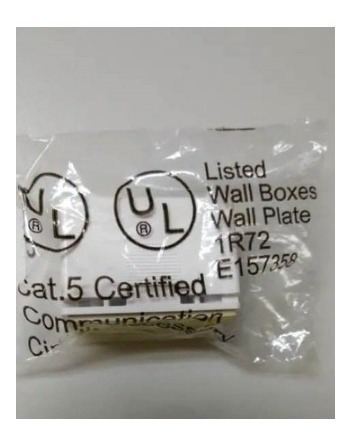 UL
®
UL
®
Listed
Wall Boxes
Wall Plate
1R72
E157358
Cat.5 Certified
Communication